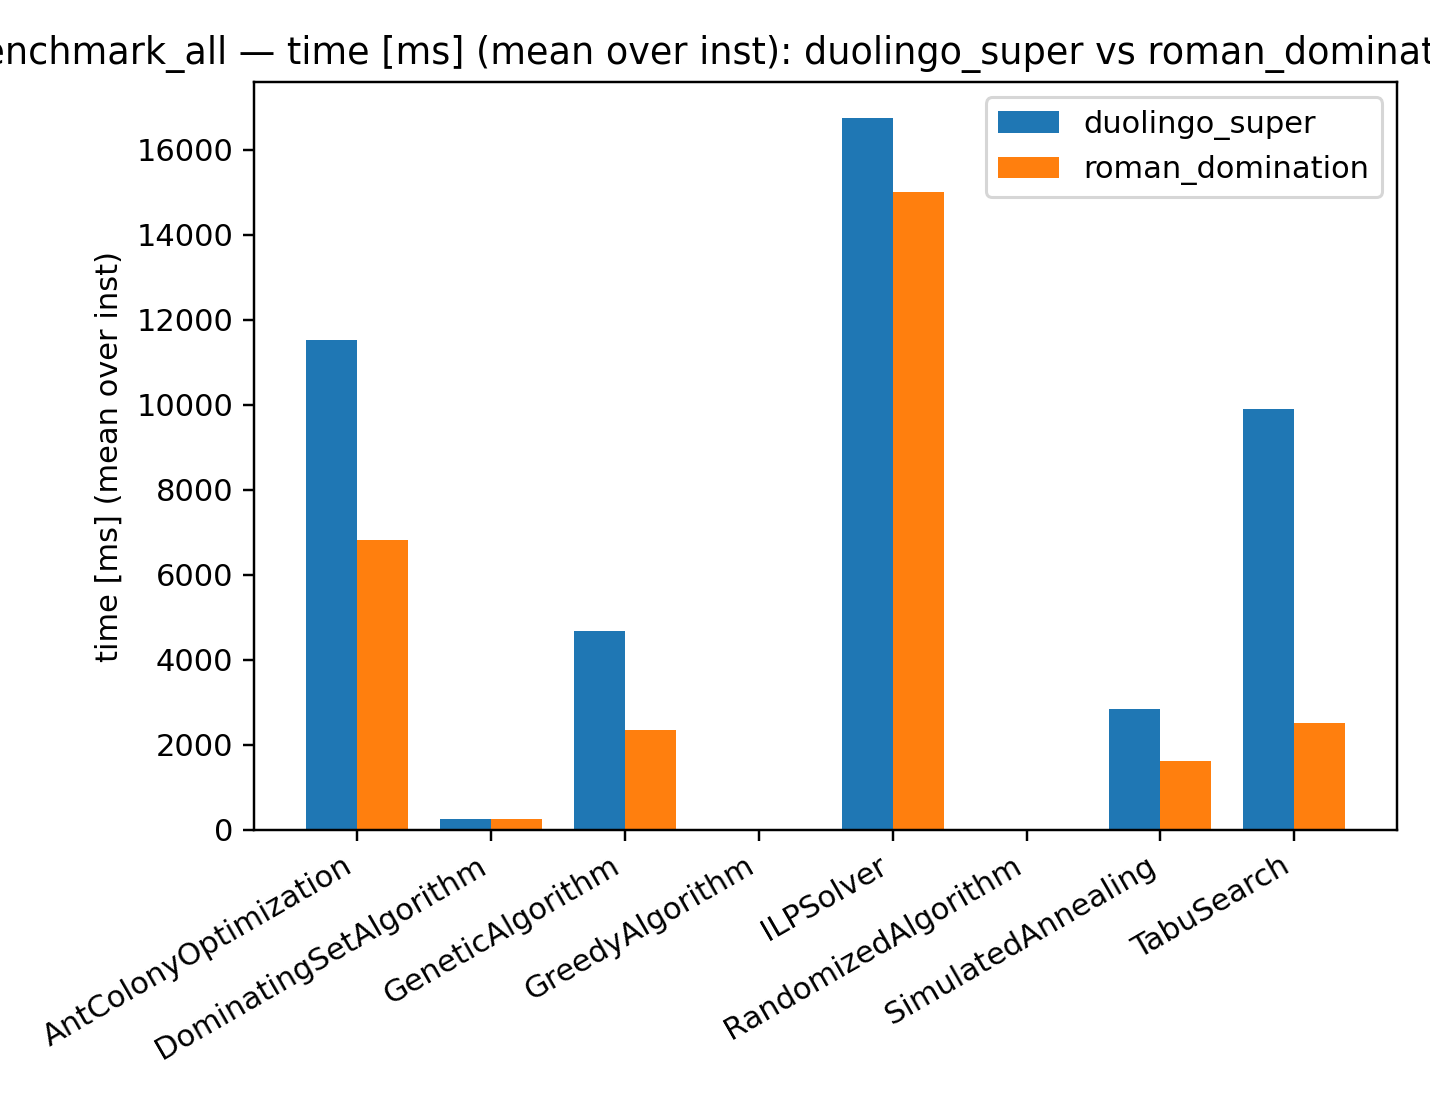 enchmark_all — time [ms] (mean over inst): duolingo_super vs roman_dominat
duolingo_super
roman_domination
time [ms] (mean over inst)
16000
14000
12000
10000
8000
6000
4000
2000
0
AntColonyOptimization
DominatingSetAlgorithm
GeneticAlgorithm
GreedyAlgorithm
ILPSolver
RandomizedAlgorithm
SimulatedAnnealing
TabuSearch